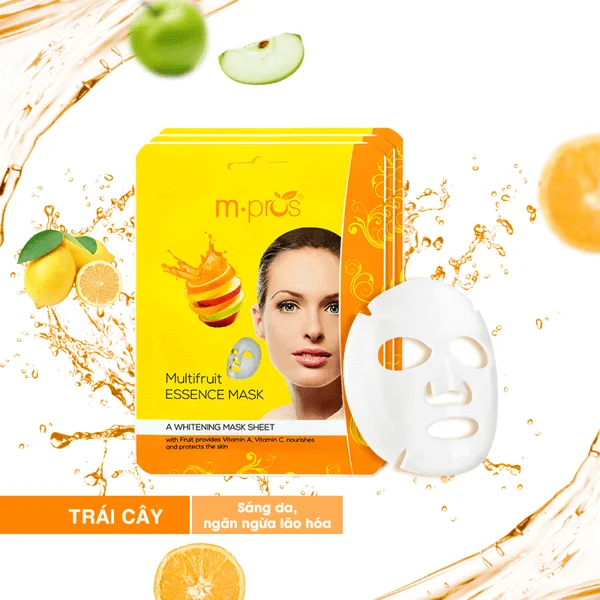 m·pros
Multifruit
ESSENCE MASK
A WHITENING MASK SHEET
with Fruit provides Vitamin A, Vitamin C, nourishes
and protects the skin
TRÁI CÂY
Sáng da,
ngăn ngừa lão hóa